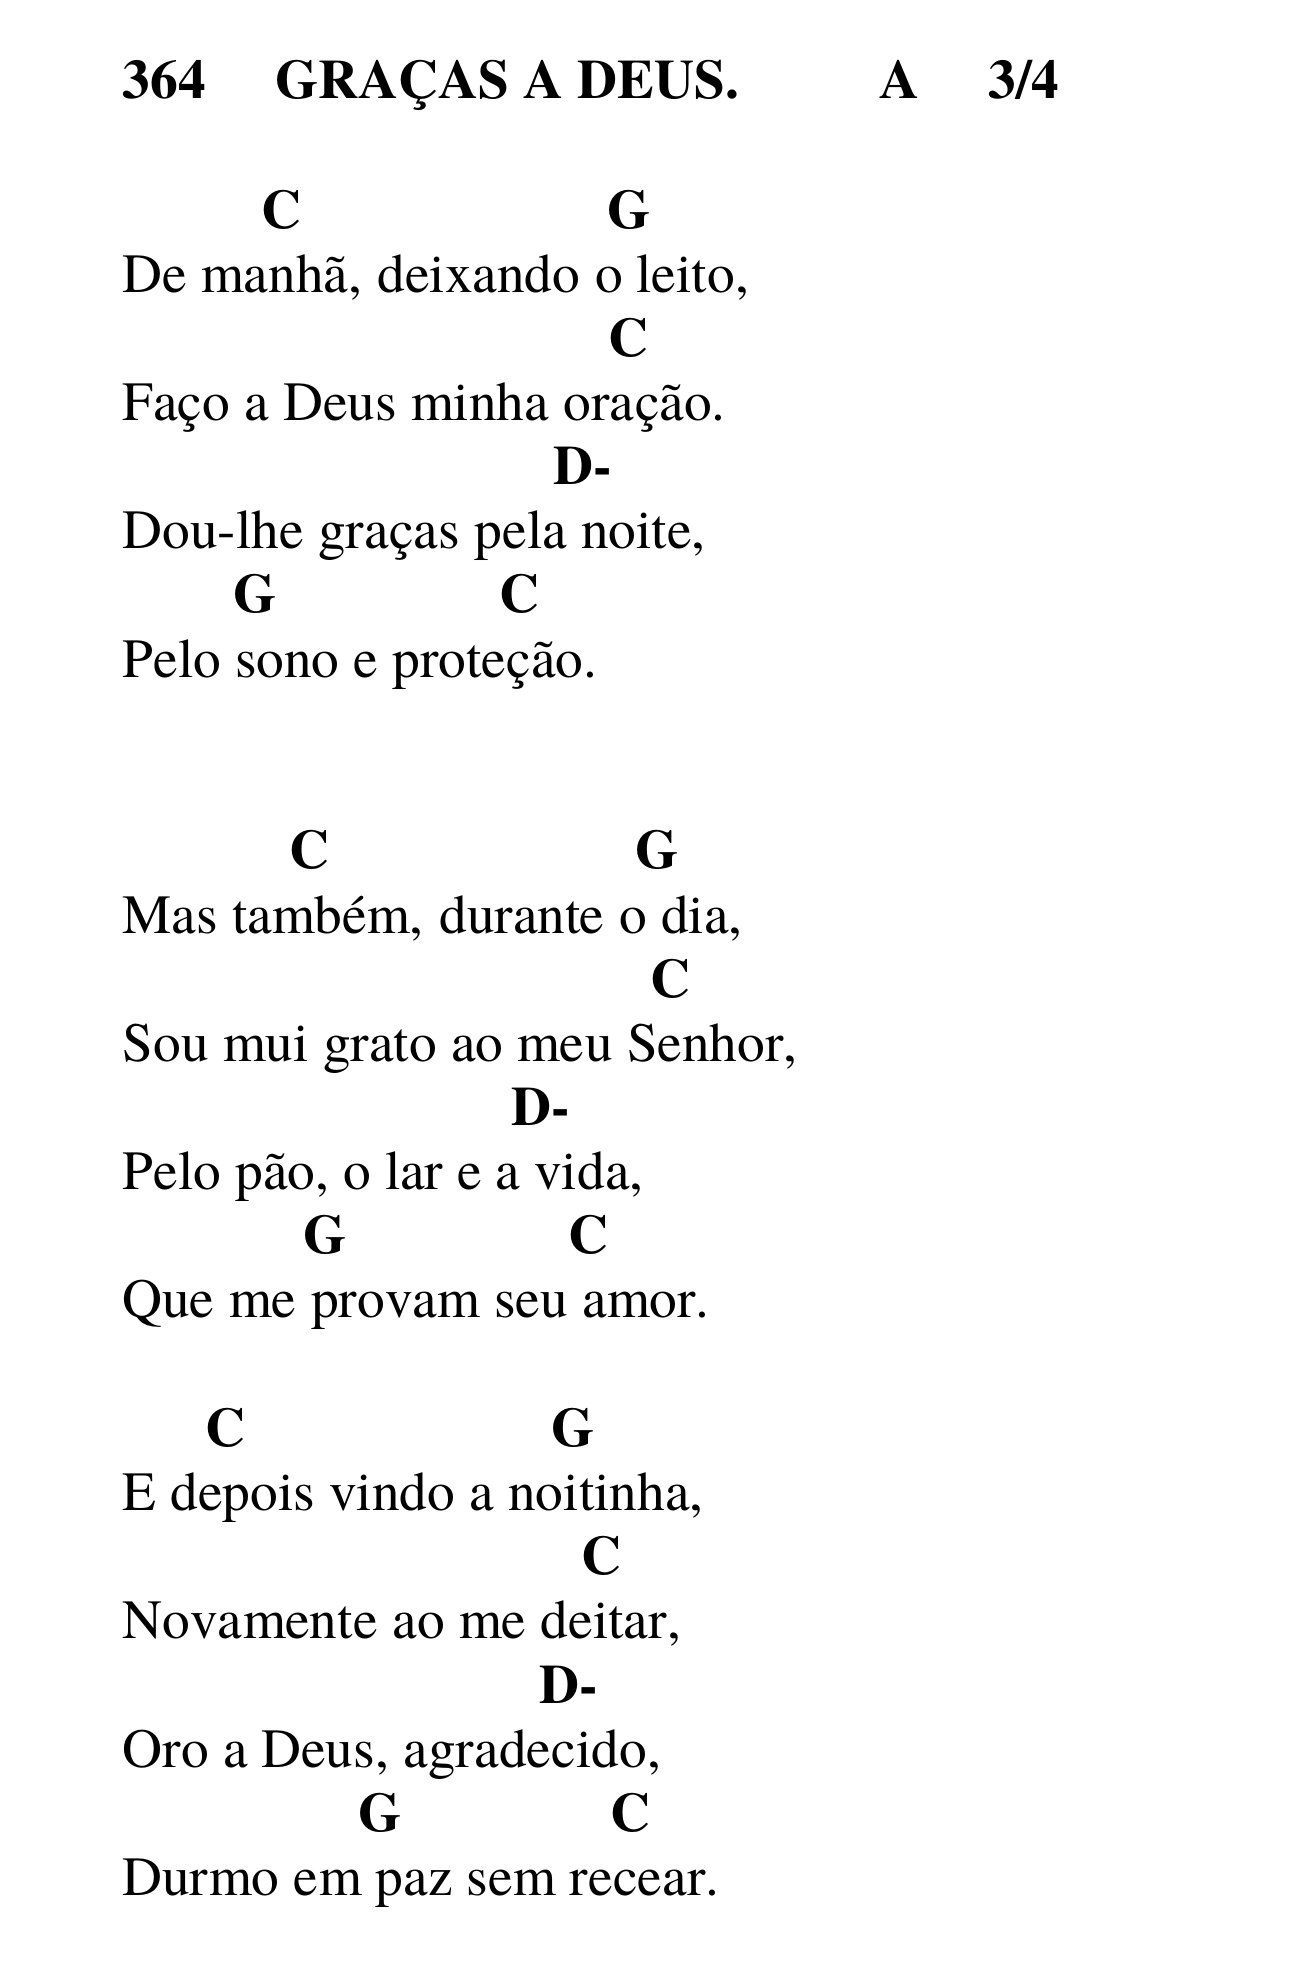 364 GRAÇAS A DEUS. A 3/4
C G
De manhã, deixando o leito,
C
Faço a Deus minha oração.
D-
Dou-lhe graças pela noite,
G C
Pelo sono e proteção.
C G
Mas também, durante o dia,
C
Sou mui grato ao meu Senhor,
D-
Pelo pão, o lar e a vida,
G C
Que me provam seu amor.
C G
E depois vindo a noitinha,
C
Novamente ao me deitar,
D-
Oro a Deus, agradecido,
G C
Durmo em paz sem recear.